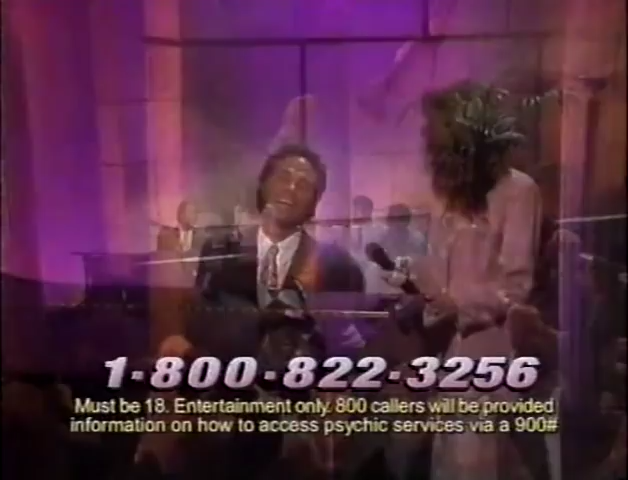 1·800·822·3256
Must be 18. Entertainment only. 800 callers will be provided
information on how to access psychic services via a 900#